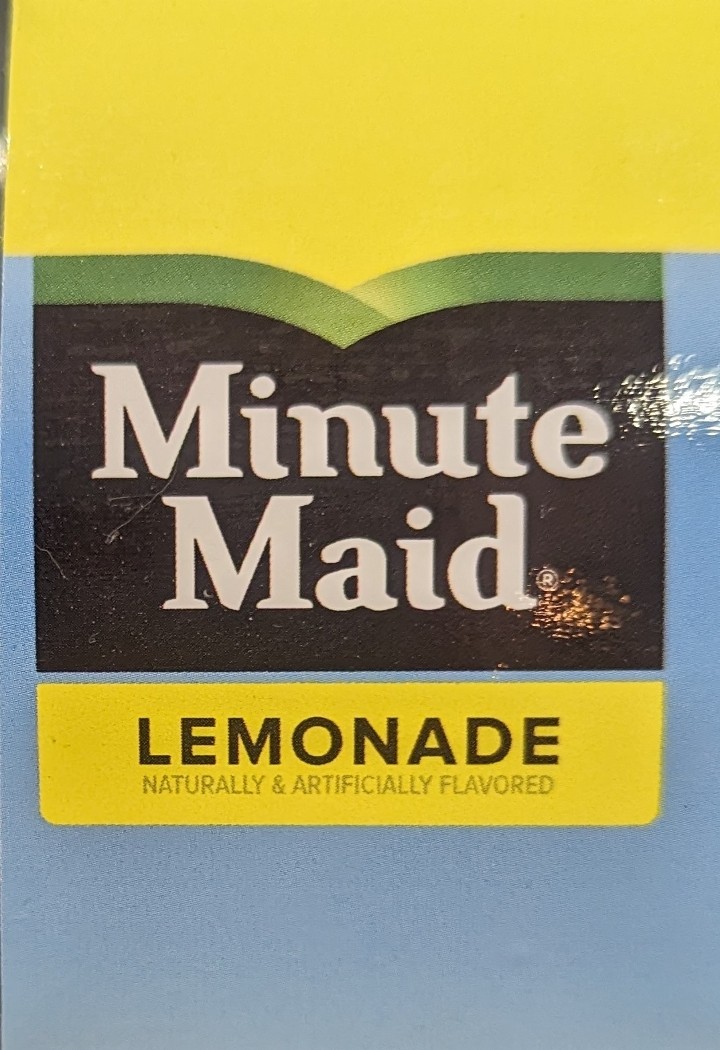 Minute
Maid®
LEMONADE
NATURALLY & ARTIFICIALLY FLAVORED